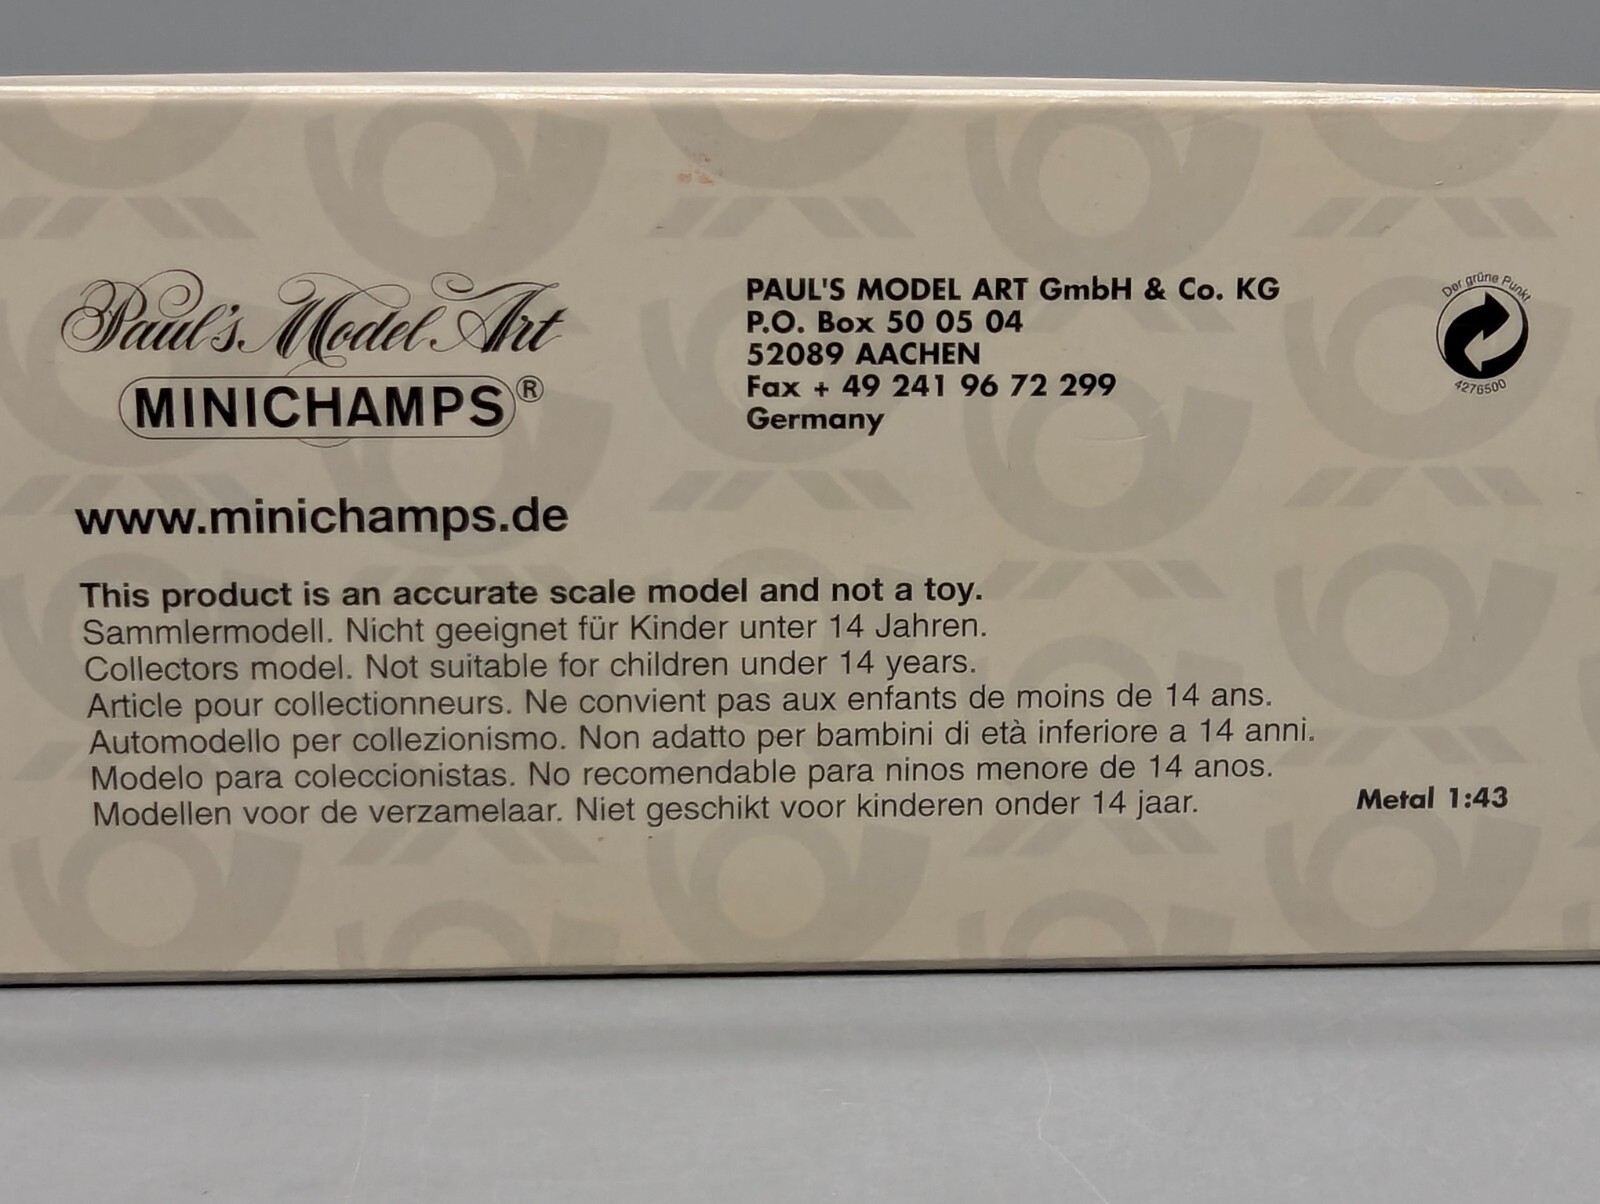 Paul's Model Art
MINICHAMPS®
www.minichamps.de
PAUL'S MODEL ART GmbH & Co. KG
P.O. Box 50 05 04
52089 AACHEN
Fax + 49 241 96 72 299
Germany
Der grüne Punkt
4276500
This product is an accurate scale model and not a toy.
Sammlermodell. Nicht geeignet für Kinder unter 14 Jahren.
Collectors model. Not suitable for children under 14 years.
Article pour collectionneurs. Ne convient pas aux enfants de moins de 14 ans.
Automodello per collezionismo. Non adatto per bambini di età inferiore a 14 anni.
Modelo para coleccionistas. No recomendable para ninos menore de 14 anos.
Modellen voor de verzamelaar. Niet geschikt voor kinderen onder 14 jaar.
Metal 1:43